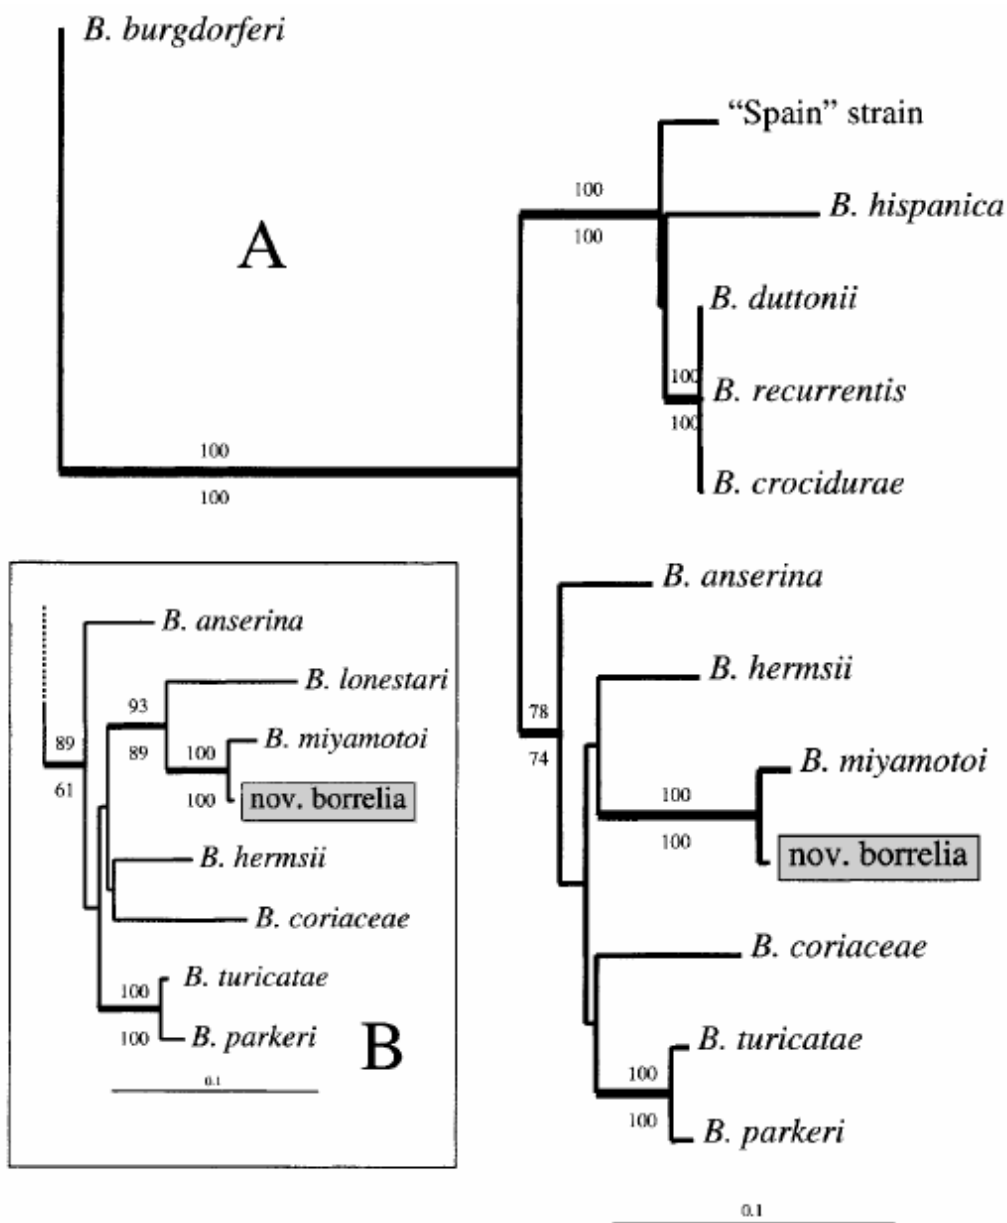 B. burgdorferi
"Spain" strain
100
100
B. hispanica
A
B. duttonii
100
B. recurrentis
100
B. crocidurae
100
100
B. anserina
B. hermsii
78
74
B. miyamotoi
100
100
nov. borrelia
B. coriaceae
B. turicatae
100
100
B. parkeri
0.1
B. anserina
B. lonestari
93
89
B. miyamotoi
89
100
61
100
nov. borrelia
B. hermsii
B. coriaceae
B. turicatae
100
100
B. parkeri
B
0.1